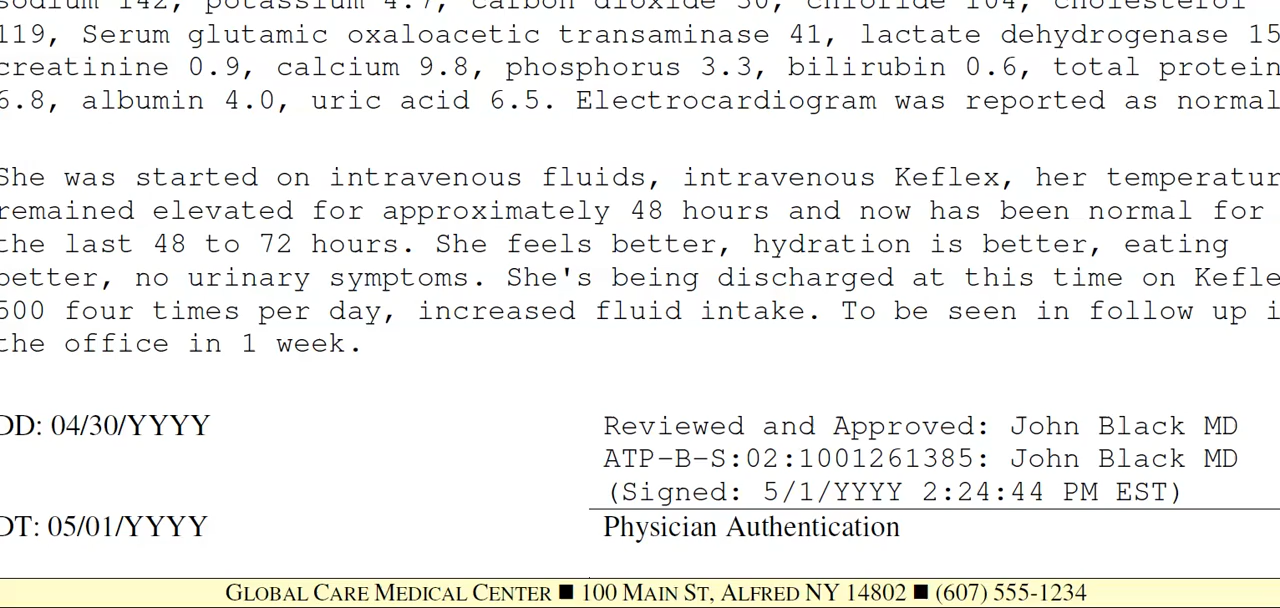 sodium 142, potassium 4.7, carbon dioxide 30, chloride 104, cholesterol
119, Serum glutamic oxaloacetic transaminase 41, lactate dehydrogenase 15
creatinine 0.9, calcium 9.8, phosphorus 3.3, bilirubin 0.6, total protein
6.8, albumin 4.0, uric acid 6.5. Electrocardiogram was reported as normal
She was started on intravenous fluids, intravenous Keflex, her temperatur
remained elevated for approximately 48 hours and now has been normal for
the last 48 to 72 hours. She feels better, hydration is better, eating
better, no urinary symptoms. She's being discharged at this time on Kefle
500 four times per day, increased fluid intake. To be seen in follow up i
the office in 1 week.
DD: 04/30/YYYY
Reviewed and Approved: John Black MD
ATP-B-S:02:1001261385: John Black MD
(Signed: 5/1/YYYY 2:24:44 PM EST)
DT: 05/01/YYYY
Physician Authentication
GLOBAL CARE MEDICAL CENTER ■ 100 MAIN ST, ALFRED NY 14802 ■ (607) 555-1234